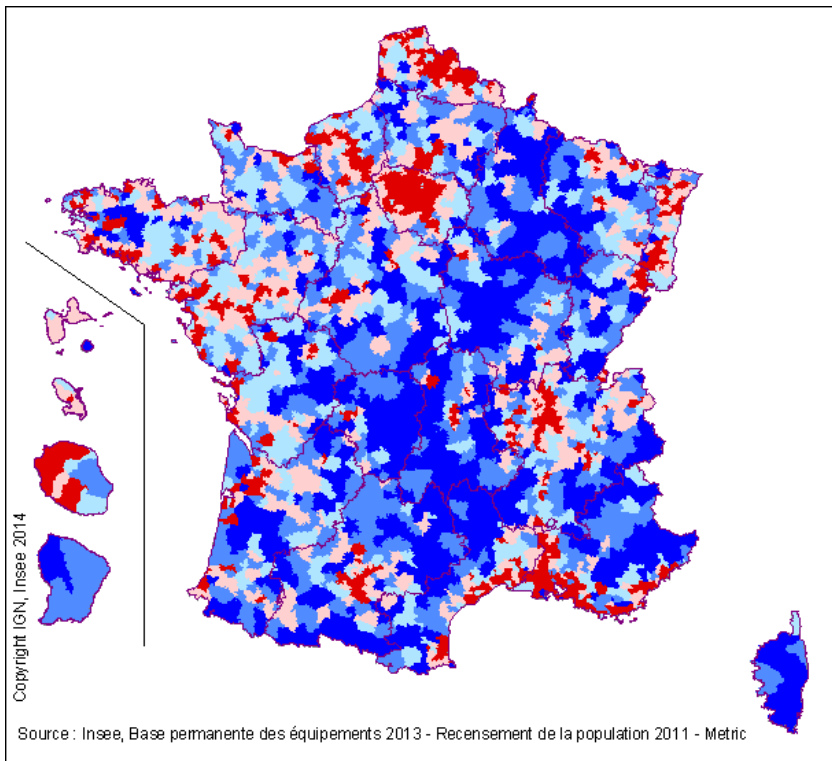 Copyright IGN, Insee 2014
Source : Insee, Base permanente des équipements 2013 - Recensement de la population 2011 - Metric